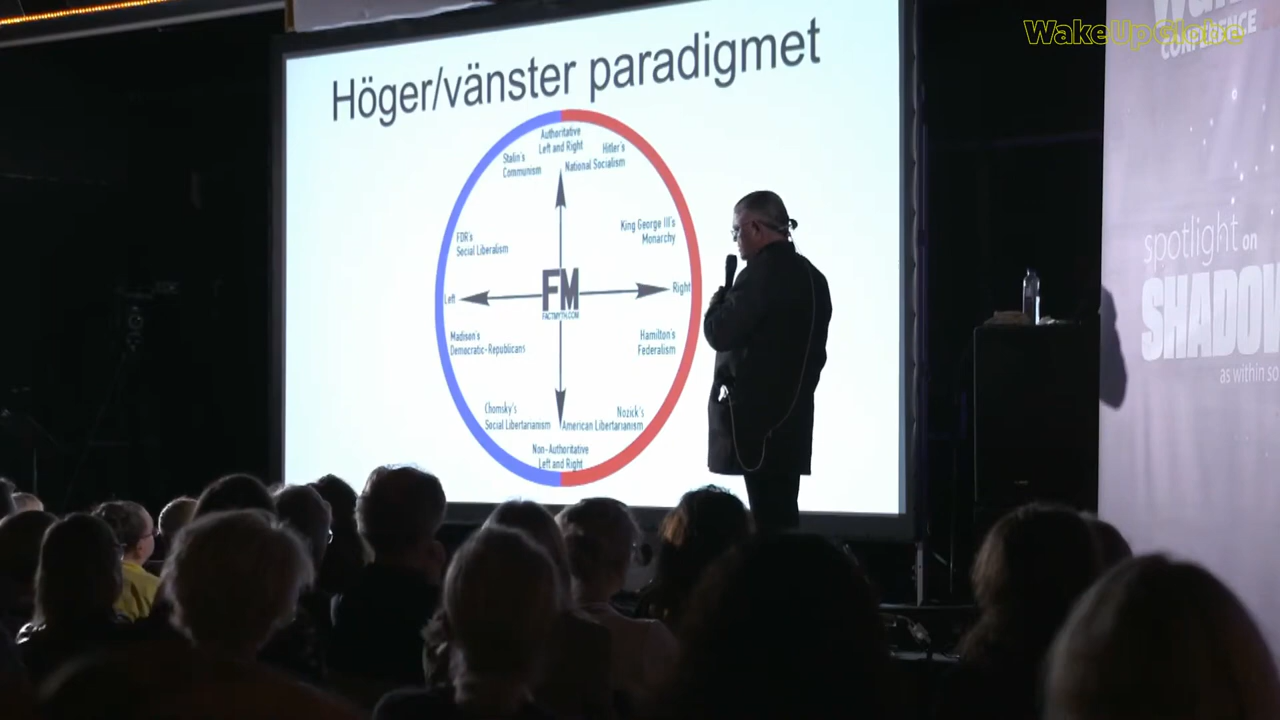 Höger/vänster paradigmet
WakeUpGlobe
CONFERENCE
Authoritative
Left and Right
Stalin's
Communism
Hitler's
National Socialism
FDR's
Social Liberalism
King George III's
Monarchy
Left
FM
FACTMYTH.COM
Right
Madison's
Democratic-Republicans
Hamilton's
Federalism
Chomsky's
Social Libertarianism
Nozick's
American Libertarianism
Non-Authoritative
Left and Right
spotlight on
SHADO
as within so